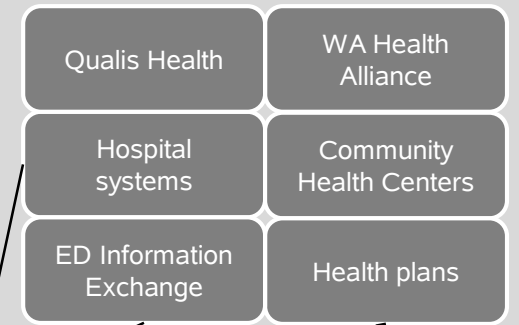 Qualis Health
WA Health
Alliance
Hospital
systems
Community
Health Centers
ED Information
Exchange
Health plans